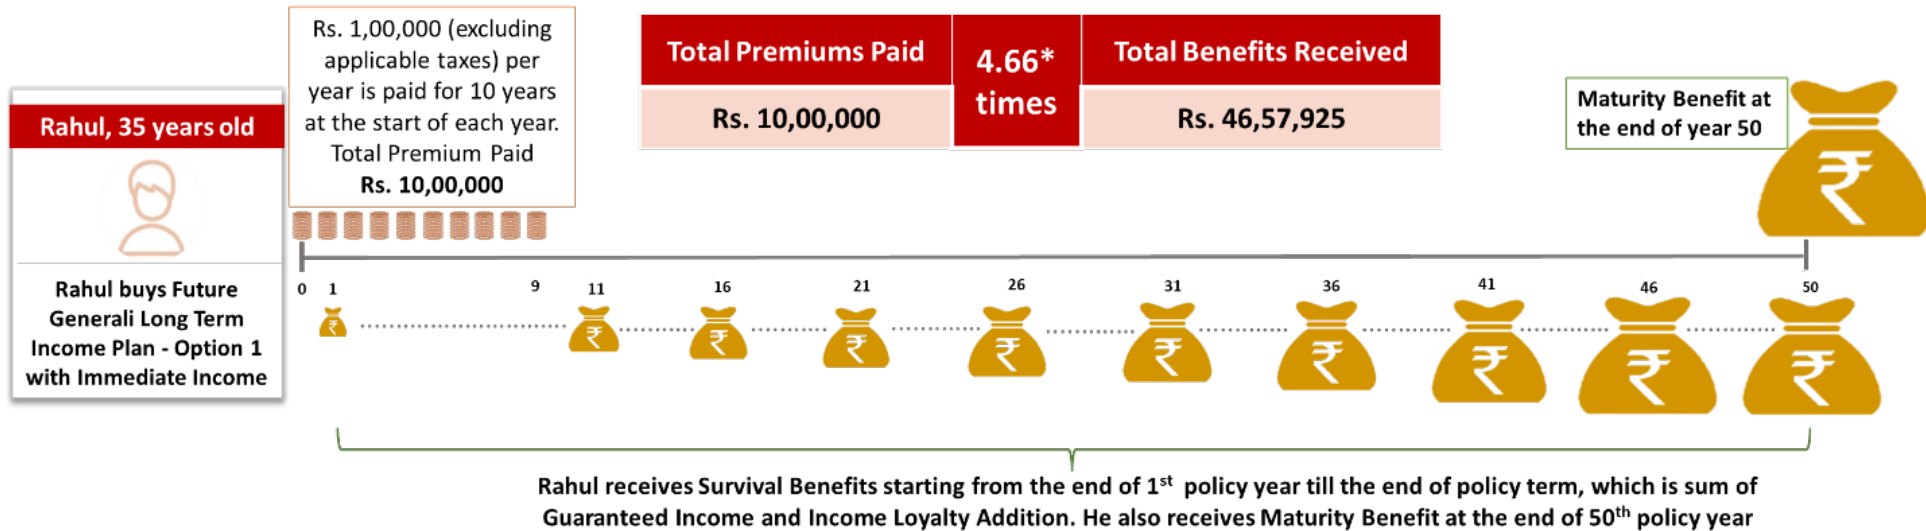 Rahul, 35 years old
Rahul buys Future
Generali Long Term
Income Plan - Option 1
with Immediate Income
Rs. 1,00,000 (excluding
applicable taxes) per
year is paid for 10 years
at the start of each year.
Total Premium Paid
Rs. 10,00,000
Total Premiums Paid
Rs. 10,00,000
4.66*
times
Total Benefits Received
Rs. 46,57,925
Maturity Benefit at
the end of year 50
₹
0 1 9 11 16 21 26 31 36 41 46 50
₹ ₹ ₹ ₹ ₹ ₹ ₹ ₹ ₹ ₹
Rahul receives Survival Benefits starting from the end of 1st policy year till the end of policy term, which is sum of
Guaranteed Income and Income Loyalty Addition. He also receives Maturity Benefit at the end of 50th policy year